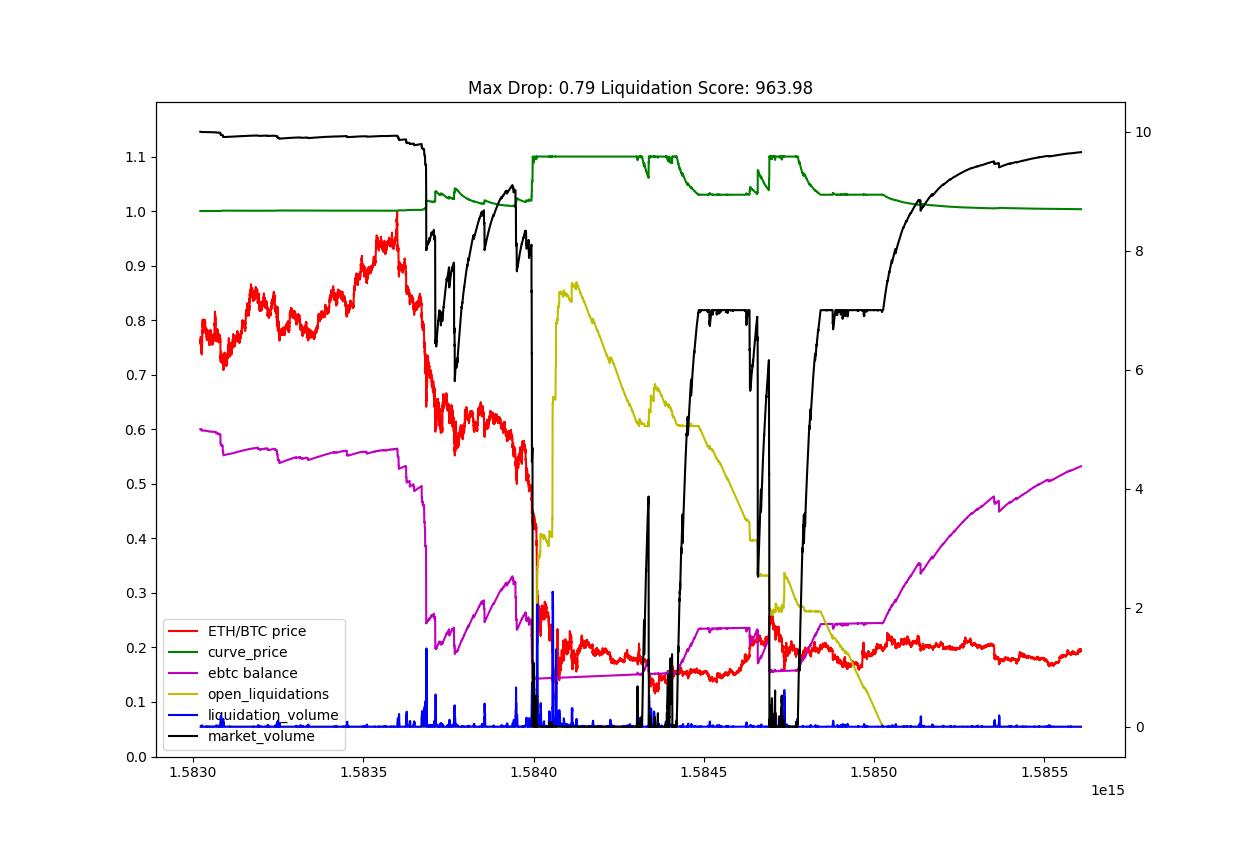 Max Drop: 0.79 Liquidation Score: 963.98
1.1
1.0
0.9
0.8
0.7
0.6
0.5
0.4
0.3
0.2
0.1
0.0
10
8
6
4
2
0
ETH/BTC price
curve_price
ebtc balance
open_liquidations
liquidation_volume
market_volume
1.5830 1.5835 1.5840 1.5845 1.5850 1.5855
1e15